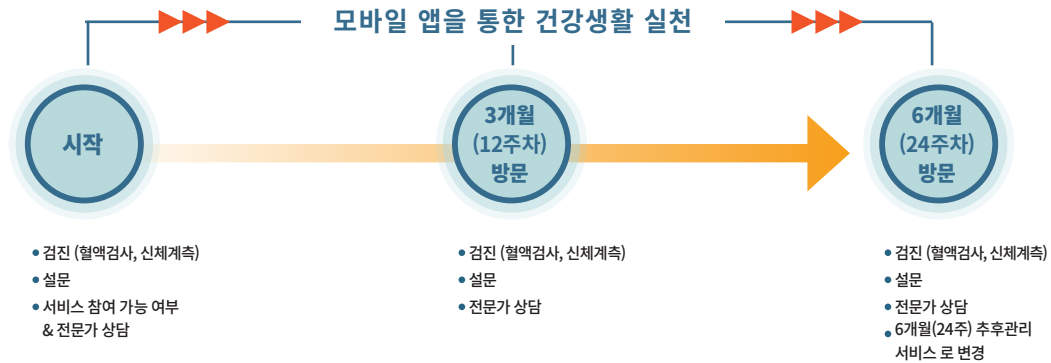 모바일 앱을 통한 건강생활 실천
시작
3개월
(12주차)
방문
6개월
(24주차)
방문
검진 (혈액검사, 신체계측)
설문
서비스 참여 가능 여부
& 전문가 상담
검진 (혈액검사, 신체계측)
설문
전문가 상담
검진 (혈액검사, 신체계측)
설문
전문가 상담
6개월(24주) 추후관리
서비스 로 변경